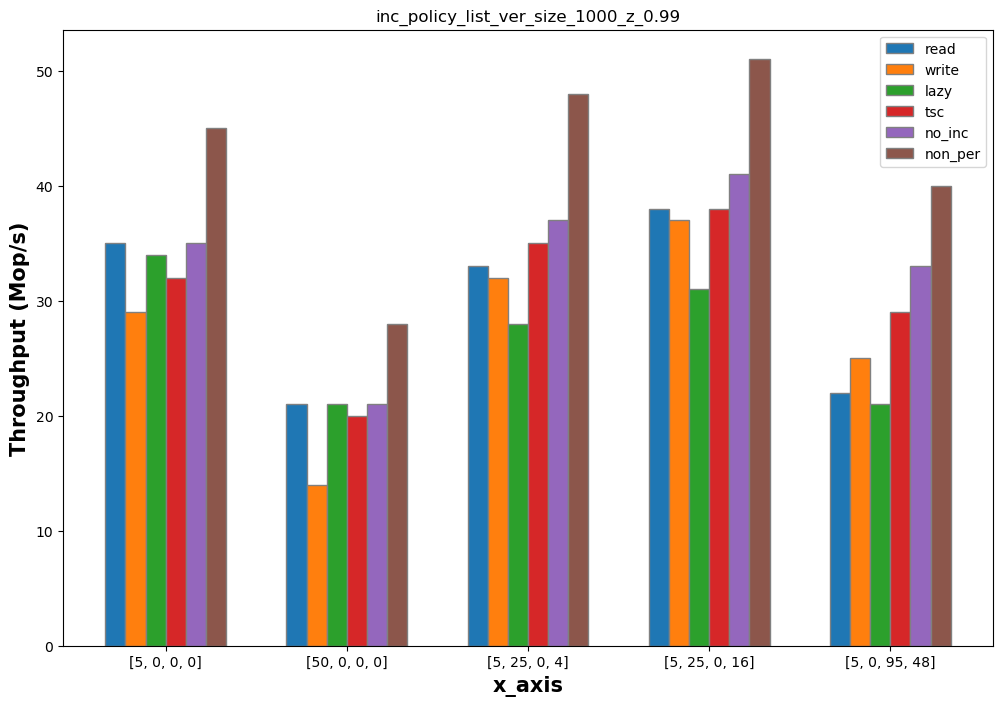 inc_policy_list_ver_size_1000_z_0.99
read
write
lazy
tsc
no_inc
non_per
Throughput (Mop/s)
50
40
30
20
10
0
[5, 0, 0, 0]
[50, 0, 0, 0]
[5, 25, 0, 4]
[5, 25, 0, 16]
[5, 0, 95, 48]
x_axis